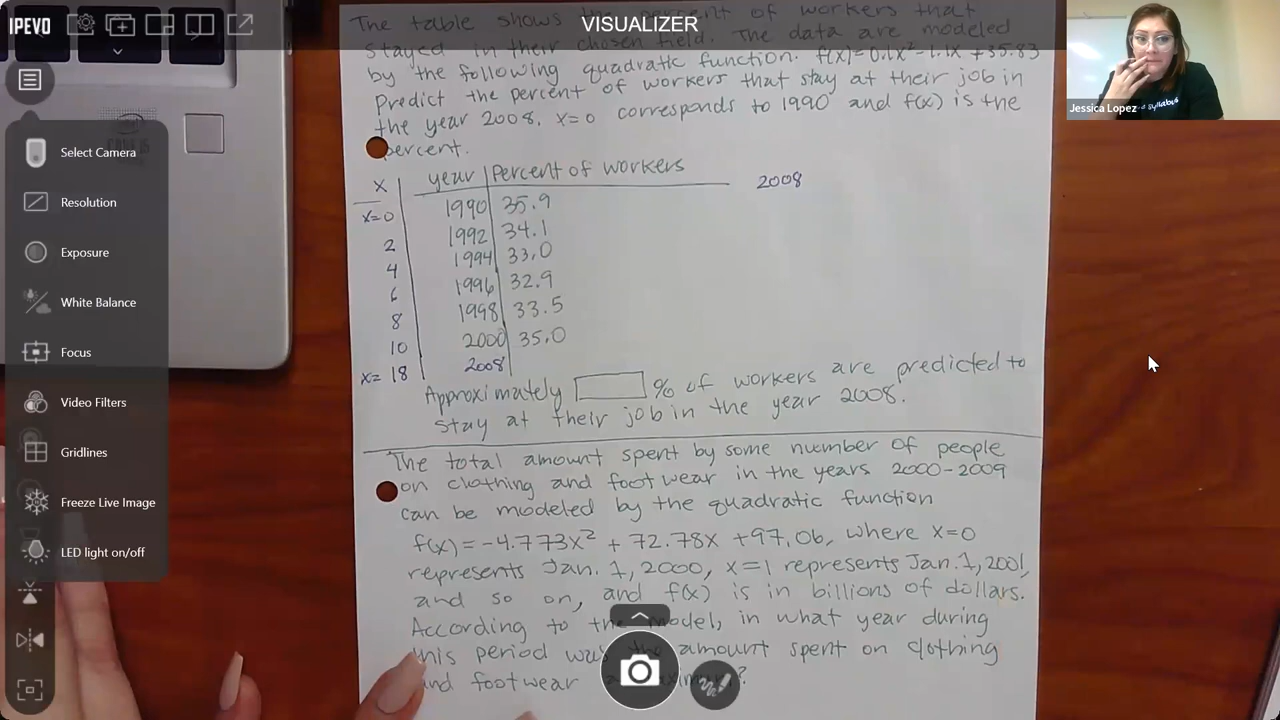 IPEVO
VISUALIZER
Select Camera
Resolution
Exposure
White Balance
Focus
Video Filters
Gridlines
Freeze Live Image
LED light on/off
Jessica Lopez
syllabus
The table shows the percent of workers that
stayed in their chosen field. The data are modeled
by the following quadratic function. f(x)=0.1x²-1.1x+35.83
Predict the percent of workers that stay at their job in
the year 2008. x=0 corresponds to 1990 and f(x) is the
percent.
x year Percent of workers
2008
x=0 1990 35.9
2 1992 34.1
4 1994 33.0
6 1996 32.9
8 1998 33.5
10 2000 35.0
x=18 2008
Approximately % of workers are predicted to
stay at their job in the year 2008.
The total amount spent by some number of people
on clothing and footwear in the years 2000-2009
can be modeled by the quadratic function
f(x)=-4.773x²+72.78x+97.06, where x=0
represents Jan. 1, 2000, x=1 represents Jan. 1, 2001,
and so on, and f(x) is in billions of dollars.
According to the model, in what year during
this period was the amount spent on clothing
and footwear ?